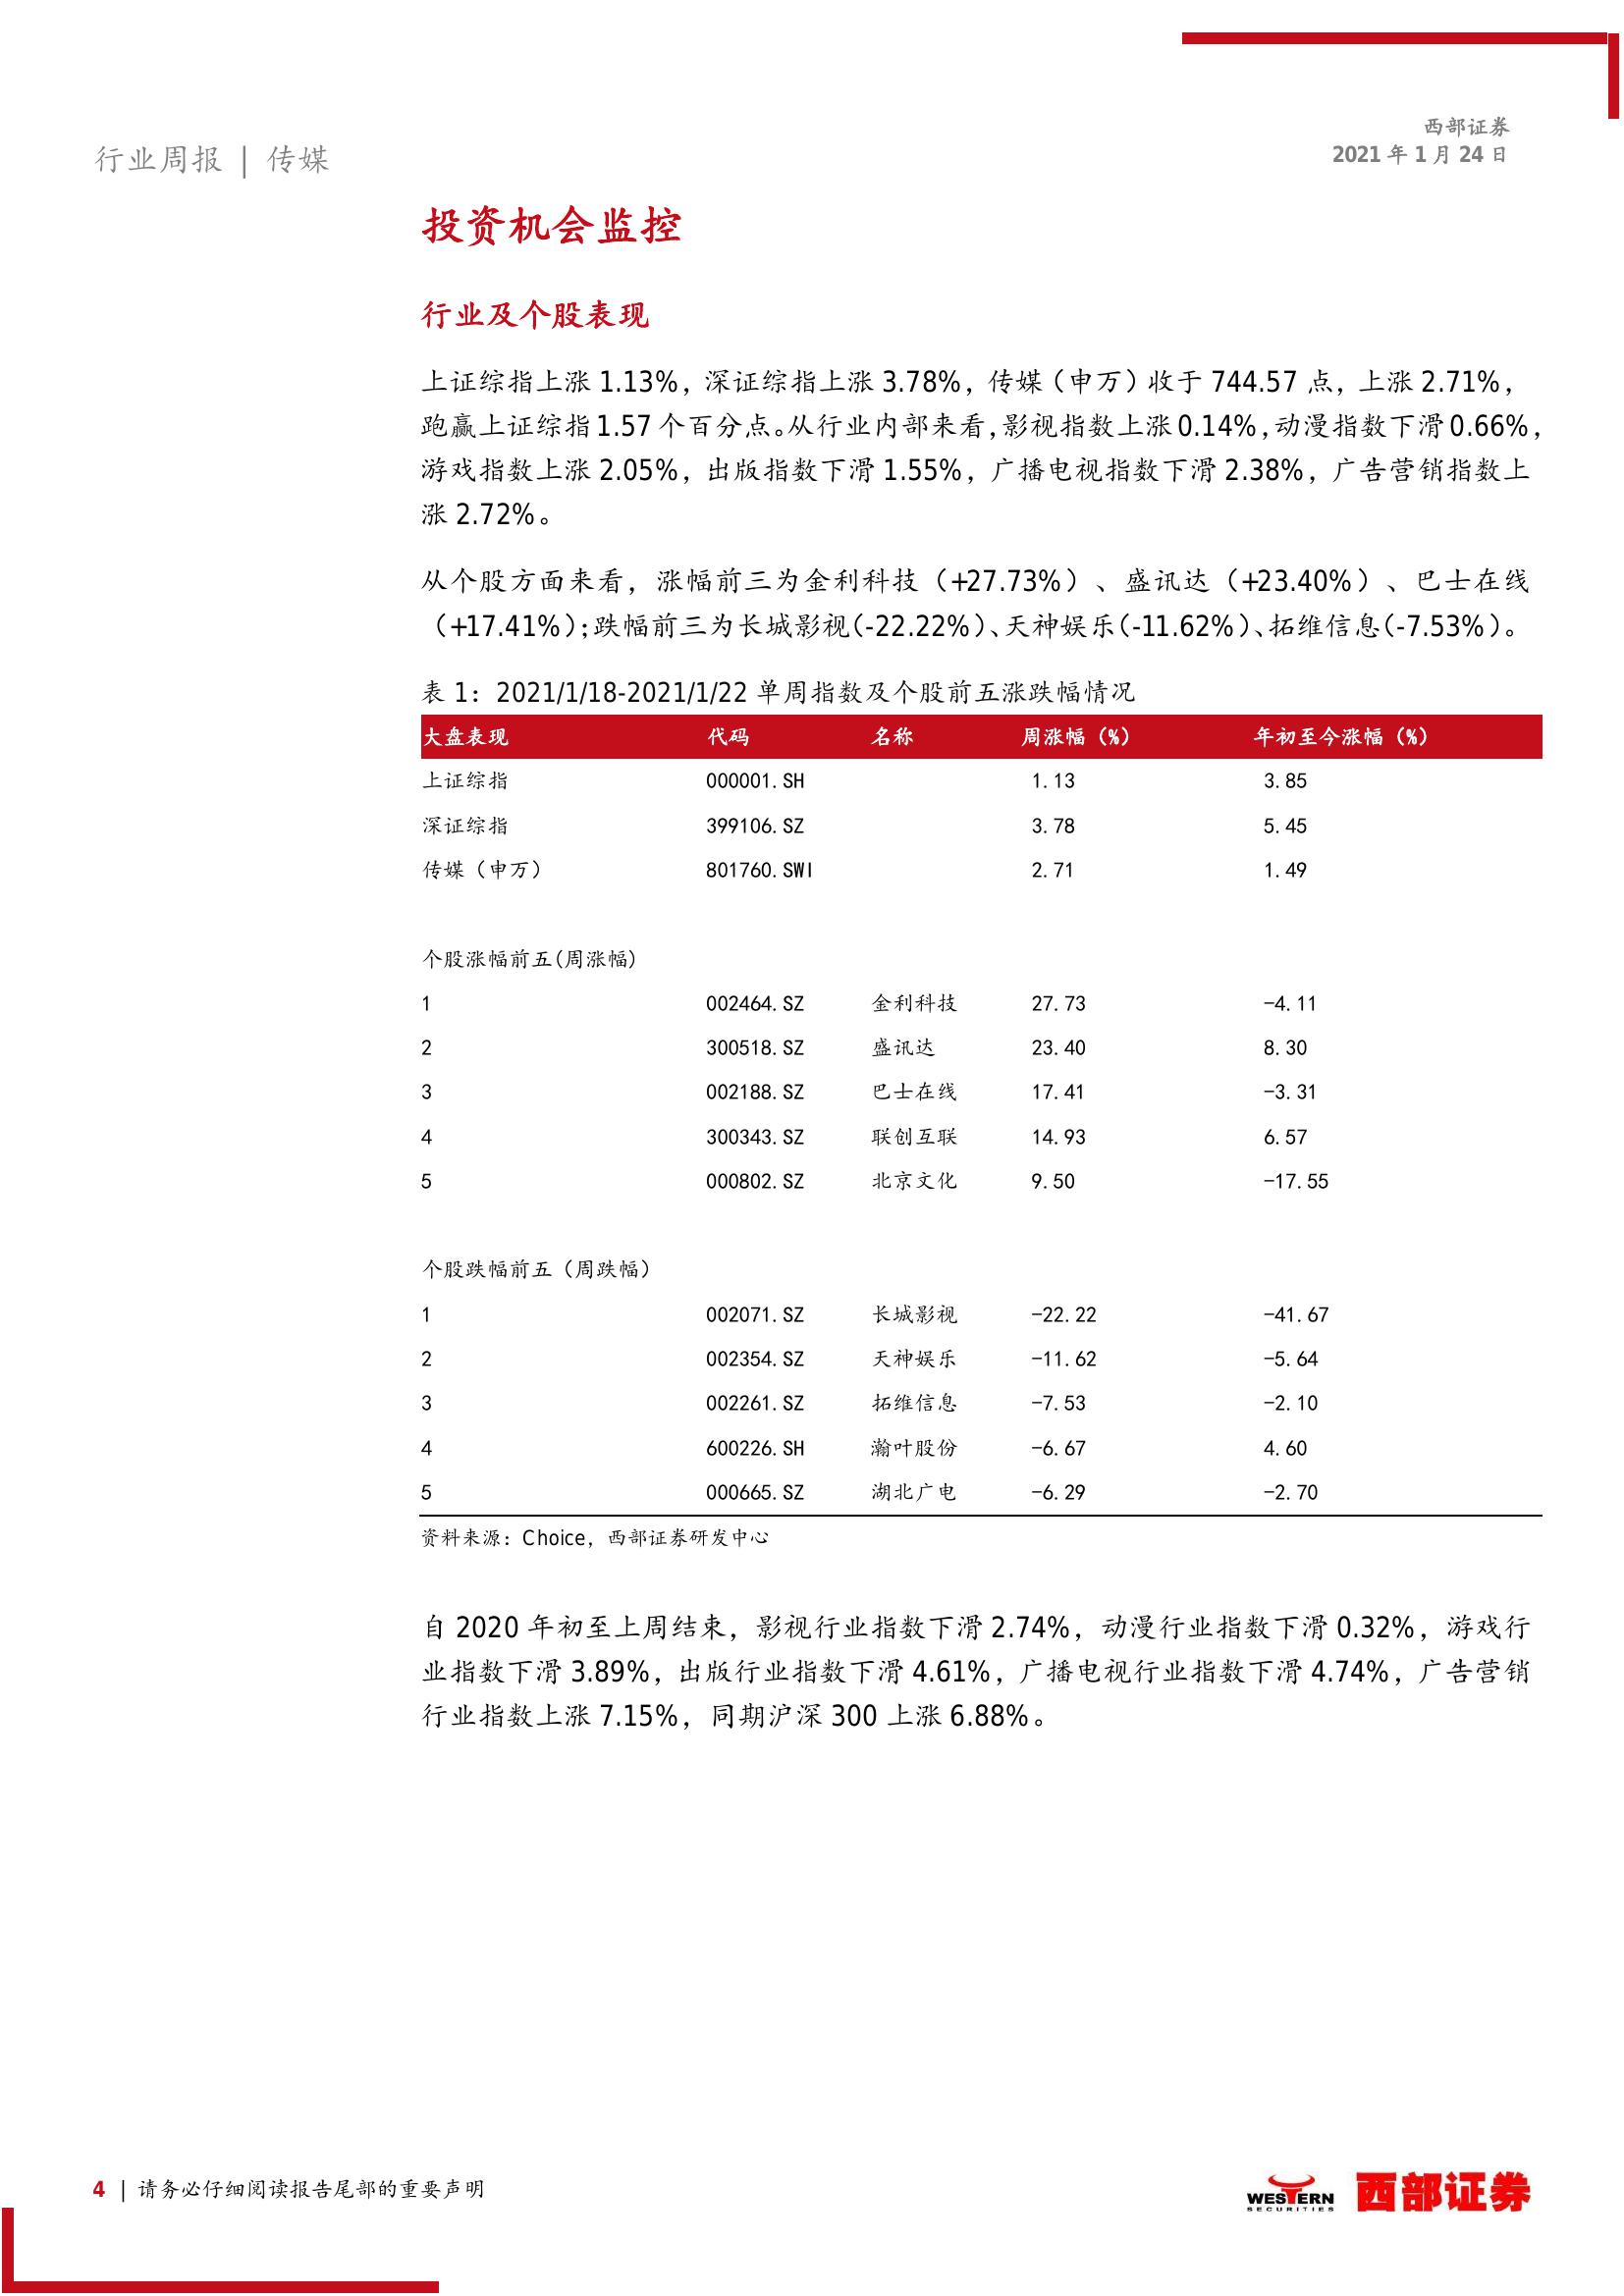 西部证券
2021 年 1 月 24 日
行业周报 | 传媒
投资机会监控
行业及个股表现
上证综指上涨 1.13%，深证综指上涨 3.78%，传媒（申万）收于 744.57 点，上涨 2.71%，
跑赢上证综指 1.57 个百分点。从行业内部来看，影视指数上涨 0.14%，动漫指数下滑 0.66%，
游戏指数上涨 2.05%，出版指数下滑 1.55%，广播电视指数下滑 2.38%，广告营销指数上
涨 2.72%。
从个股方面来看，涨幅前三为金利科技（+27.73%）、盛讯达（+23.40%）、巴士在线
（+17.41%）；跌幅前三为长城影视（-22.22%）、天神娱乐（-11.62%）、拓维信息（-7.53%）。
表 1：2021/1/18-2021/1/22 单周指数及个股前五涨跌幅情况
大盘表现 代码 名称 周涨幅（%） 年初至今涨幅（%）
上证综指 000001.SH 1.13 3.85
深证综指 399106.SZ 3.78 5.45
传媒（申万） 801760.SWI 2.71 1.49
个股涨幅前五(周涨幅)
1 002464.SZ 金利科技 27.73 -4.11
2 300518.SZ 盛讯达 23.40 8.30
3 002188.SZ 巴士在线 17.41 -3.31
4 300343.SZ 联创互联 14.93 6.57
5 000802.SZ 北京文化 9.50 -17.55
个股跌幅前五（周跌幅）
1 002071.SZ 长城影视 -22.22 -41.67
2 002354.SZ 天神娱乐 -11.62 -5.64
3 002261.SZ 拓维信息 -7.53 -2.10
4 600226.SH 瀚叶股份 -6.67 4.60
5 000665.SZ 湖北广电 -6.29 -2.70
资料来源：Choice，西部证券研发中心
自 2020 年初至上周结束，影视行业指数下滑 2.74%，动漫行业指数下滑 0.32%，游戏行
业指数下滑 3.89%，出版行业指数下滑 4.61%，广播电视行业指数下滑 4.74%，广告营销
行业指数上涨 7.15%，同期沪深 300 上涨 6.88%。
4 | 请务必仔细阅读报告尾部的重要声明
WESTERN
SECURITIES
西部证券